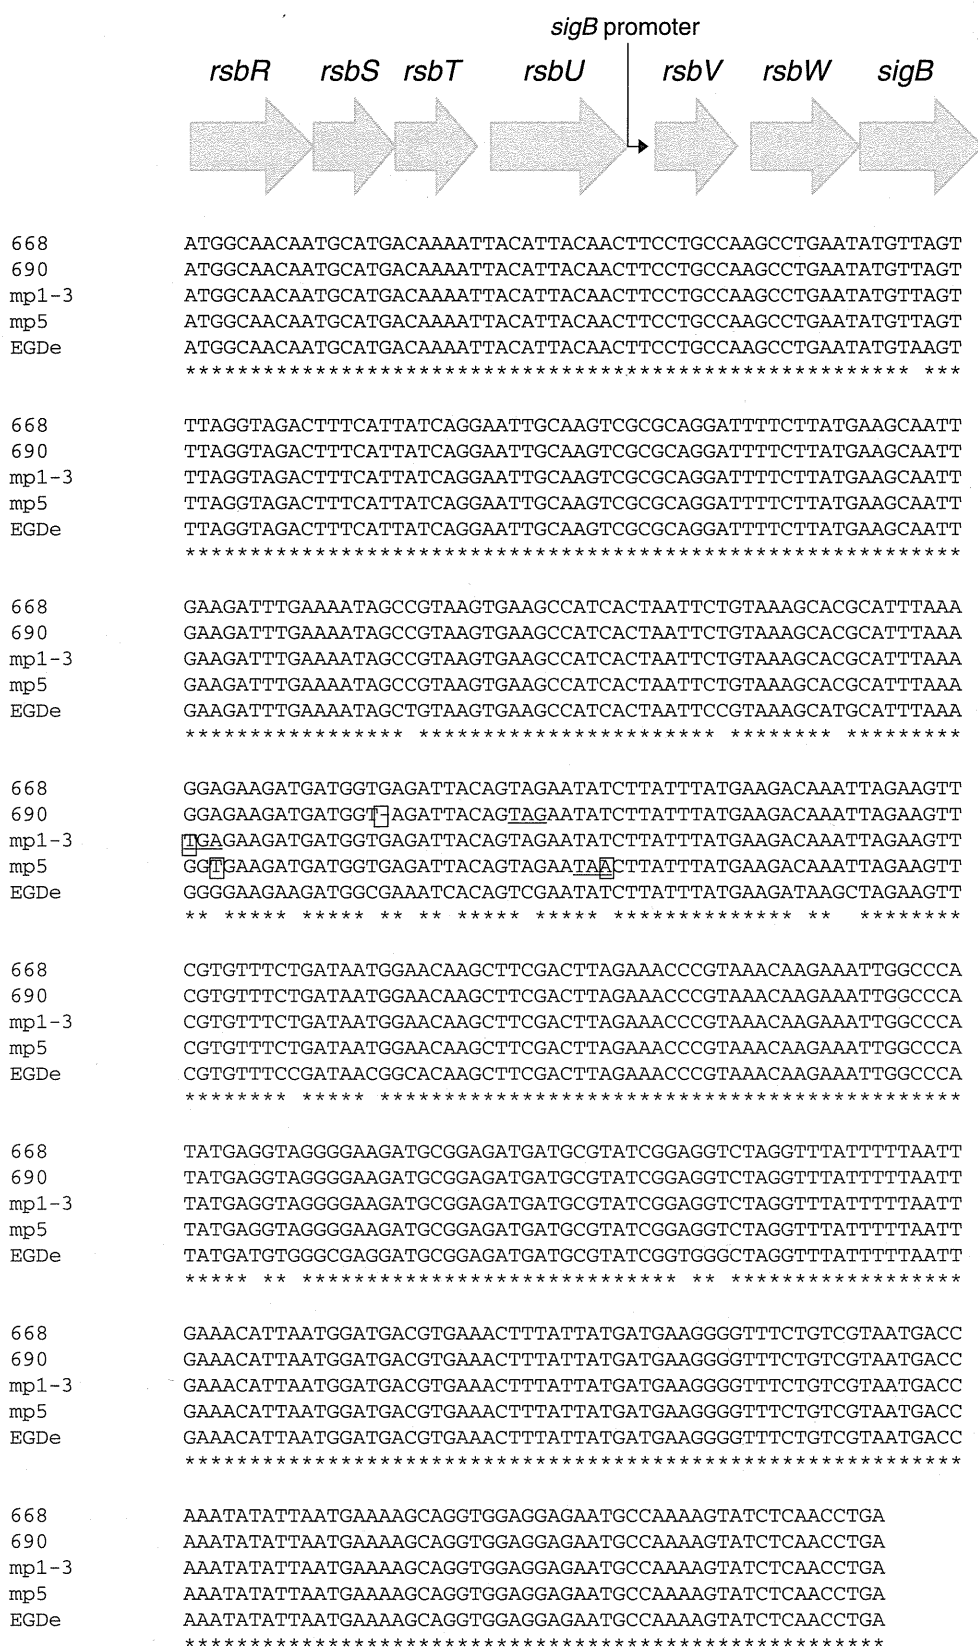 sigB promoter
rsbR rsbS rsbT rsbU rsbV rsbW sigB
668 ATGGCAACAATGCATGACAAAATTACATTACAACTTCCTGCCAAGCCTGAATATGTTAGT
690 ATGGCAACAATGCATGACAAAATTACATTACAACTTCCTGCCAAGCCTGAATATGTTAGT
mp1-3 ATGGCAACAATGCATGACAAAATTACATTACAACTTCCTGCCAAGCCTGAATATGTTAGT
mp5 ATGGCAACAATGCATGACAAAATTACATTACAACTTCCTGCCAAGCCTGAATATGTTAGT
EGDe ATGGCAACAATGCATGACAAAATTACATTACAACTTCCTGCCAAGCCTGAATATGTAAGT
******************************************************** ***
668 TTAGGTAGACTTTCATTATCAGGAATTGCAAGTCGCGCAGGATTTTCTTATGAAGCAATT
690 TTAGGTAGACTTTCATTATCAGGAATTGCAAGTCGCGCAGGATTTTCTTATGAAGCAATT
mp1-3 TTAGGTAGACTTTCATTATCAGGAATTGCAAGTCGCGCAGGATTTTCTTATGAAGCAATT
mp5 TTAGGTAGACTTTCATTATCAGGAATTGCAAGTCGCGCAGGATTTTCTTATGAAGCAATT
EGDe TTAGGTAGACTTTCATTATCAGGAATTGCAAGTCGCGCAGGATTTTCTTATGAAGCAATT
************************************************************
668 GAAGATTTGAAAATAGCCGTAAGTGAAGCCATCACTAATTCTGTAAAGCACGCATTTAAA
690 GAAGATTTGAAAATAGCCGTAAGTGAAGCCATCACTAATTCTGTAAAGCACGCATTTAAA
mp1-3 GAAGATTTGAAAATAGCCGTAAGTGAAGCCATCACTAATTCTGTAAAGCACGCATTTAAA
mp5 GAAGATTTGAAAATAGCCGTAAGTGAAGCCATCACTAATTCTGTAAAGCACGCATTTAAA
EGDe GAAGATTTGAAAATAGCTGTAAGTGAAGCCATCACTAATTCCGTAAAGCATGCATTTAAA
***************** *********************** ******** *********
668 GGAGAAGATGATGGTGAGATTACAGTAGAATATCTTATTTATGAAGACAAATTAGAAGTT
690 GGAGAAGATGATGGT-AGATTACAGTAGAATATCTTATTTATGAAGACAAATTAGAAGTT
mp1-3 TGAGAAGATGATGGTGAGATTACAGTAGAATATCTTATTTATGAAGACAAATTAGAAGTT
mp5 GGTGAAGATGATGGTGAGATTACAGTAGAATAACTTATTTATGAAGACAAATTAGAAGTT
EGDe GGGGAAGAAGATGGCGAAATCACAGTCGAATATCTTATTTATGAAGATAAGCTAGAAGTT
** ***** ***** ** ** ***** ***** ************** **  ********
668 CGTGTTTCTGATAATGGAACAAGCTTCGACTTAGAAACCCGTAAACAAGAAATTGGCCCA
690 CGTGTTTCTGATAATGGAACAAGCTTCGACTTAGAAACCCGTAAACAAGAAATTGGCCCA
mp1-3 CGTGTTTCTGATAATGGAACAAGCTTCGACTTAGAAACCCGTAAACAAGAAATTGGCCCA
mp5 CGTGTTTCTGATAATGGAACAAGCTTCGACTTAGAAACCCGTAAACAAGAAATTGGCCCA
EGDe CGTGTTTCCGATAACGGCACAAGCTTCGACTTAGAAACCCGTAAACAAGAAATTGGCCCA
******** ***** ** ******************************************
668 TATGAGGTAGGGGAAGATGCGGAGATGATGCGTATCGGAGGTCTAGGTTTATTTTTAATT
690 TATGAGGTAGGGGAAGATGCGGAGATGATGCGTATCGGAGGTCTAGGTTTATTTTTAATT
mp1-3 TATGAGGTAGGGGAAGATGCGGAGATGATGCGTATCGGAGGTCTAGGTTTATTTTTAATT
mp5 TATGAGGTAGGGGAAGATGCGGAGATGATGCGTATCGGAGGTCTAGGTTTATTTTTAATT
EGDe TATGATGTGGGCGAGGATGCGGAGATGATGCGTATCGGTGGGCTAGGTTTATTTTTAATT
***** ** ** ** *********************** ** ******************
668 GAAACATTAATGGATGACGTGAAACTTTATTATGATGAAGGGGTTTCTGTCGTAATGACC
690 GAAACATTAATGGATGACGTGAAACTTTATTATGATGAAGGGGTTTCTGTCGTAATGACC
mp1-3 GAAACATTAATGGATGACGTGAAACTTTATTATGATGAAGGGGTTTCTGTCGTAATGACC
mp5 GAAACATTAATGGATGACGTGAAACTTTATTATGATGAAGGGGTTTCTGTCGTAATGACC
EGDe GAAACATTAATGGATGACGTGAAACTTTATTATGATGAAGGGGTTTCTGTCGTAATGACC
************************************************************
668 AAATATATTAATGAAAAGCAGGTGGAGGAGAATGCCAAAAGTATCTCAACCTGA
690 AAATATATTAATGAAAAGCAGGTGGAGGAGAATGCCAAAAGTATCTCAACCTGA
mp1-3 AAATATATTAATGAAAAGCAGGTGGAGGAGAATGCCAAAAGTATCTCAACCTGA
mp5 AAATATATTAATGAAAAGCAGGTGGAGGAGAATGCCAAAAGTATCTCAACCTGA
EGDe AAATATATTAATGAAAAGCAGGTGGAGGAGAATGCCAAAAGTATCTCAACCTGA
******************************************************